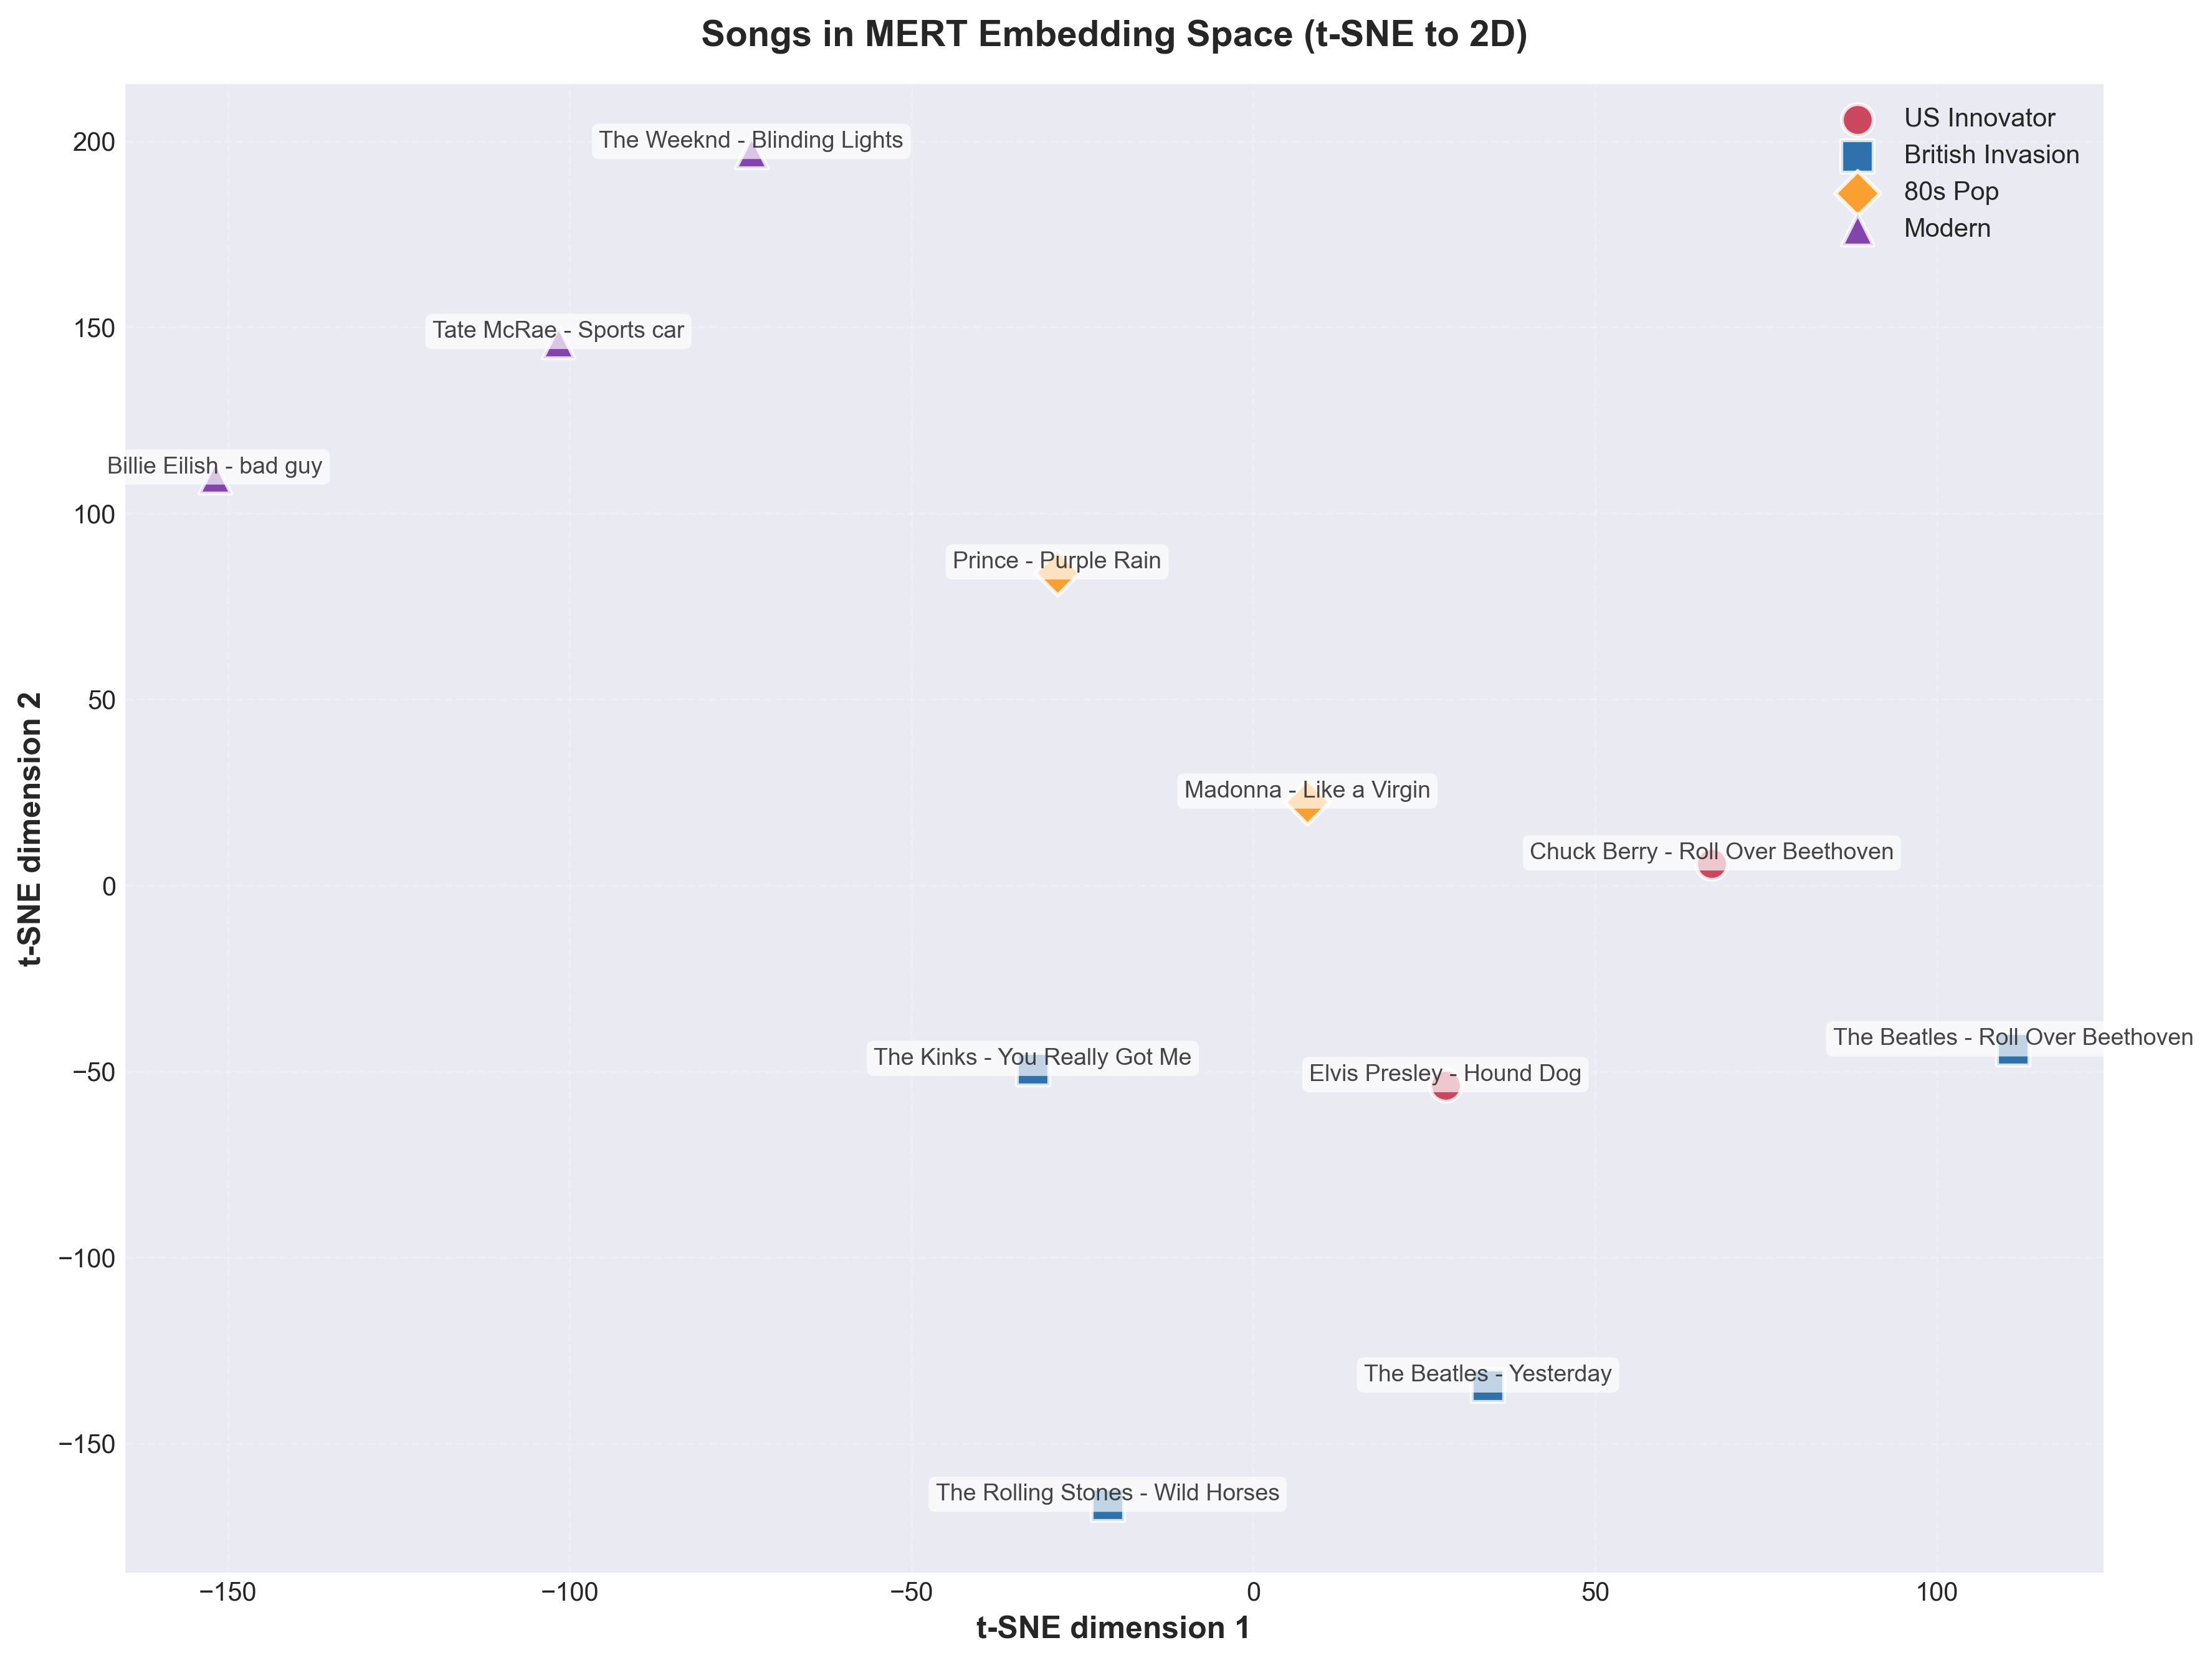 Songs in MERT Embedding Space (t-SNE to 2D)
US Innovator
British Invasion
80s Pop
Modern
The Weeknd - Blinding Lights
Tate McRae - Sports car
Billie Eilish - bad guy
Prince - Purple Rain
Madonna - Like a Virgin
Chuck Berry - Roll Over Beethoven
The Beatles - Roll Over Beethoven
The Kinks - You Really Got Me
Elvis Presley - Hound Dog
The Beatles - Yesterday
The Rolling Stones - Wild Horses
t-SNE dimension 2
200
150
100
50
0
−50
−100
−150
−150
−100
−50
0
50
100
t-SNE dimension 1